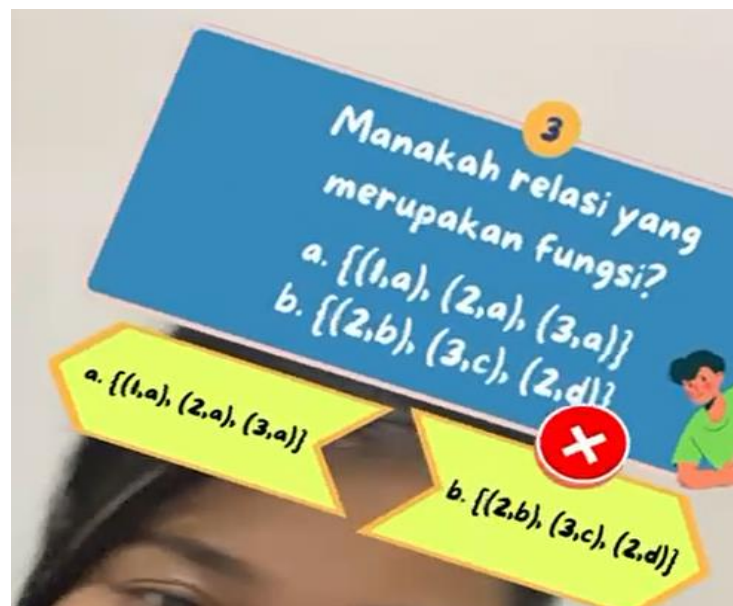 3
Manakah relasi yang
merupakan fungsi?
a. {(1,a), (2,a), (3,a)}
b. {(2,b), (3,c), (2,d)}
a. {(1,a), (2,a), (3,a)}
b. {(2,b), (3,c), (2,d)}